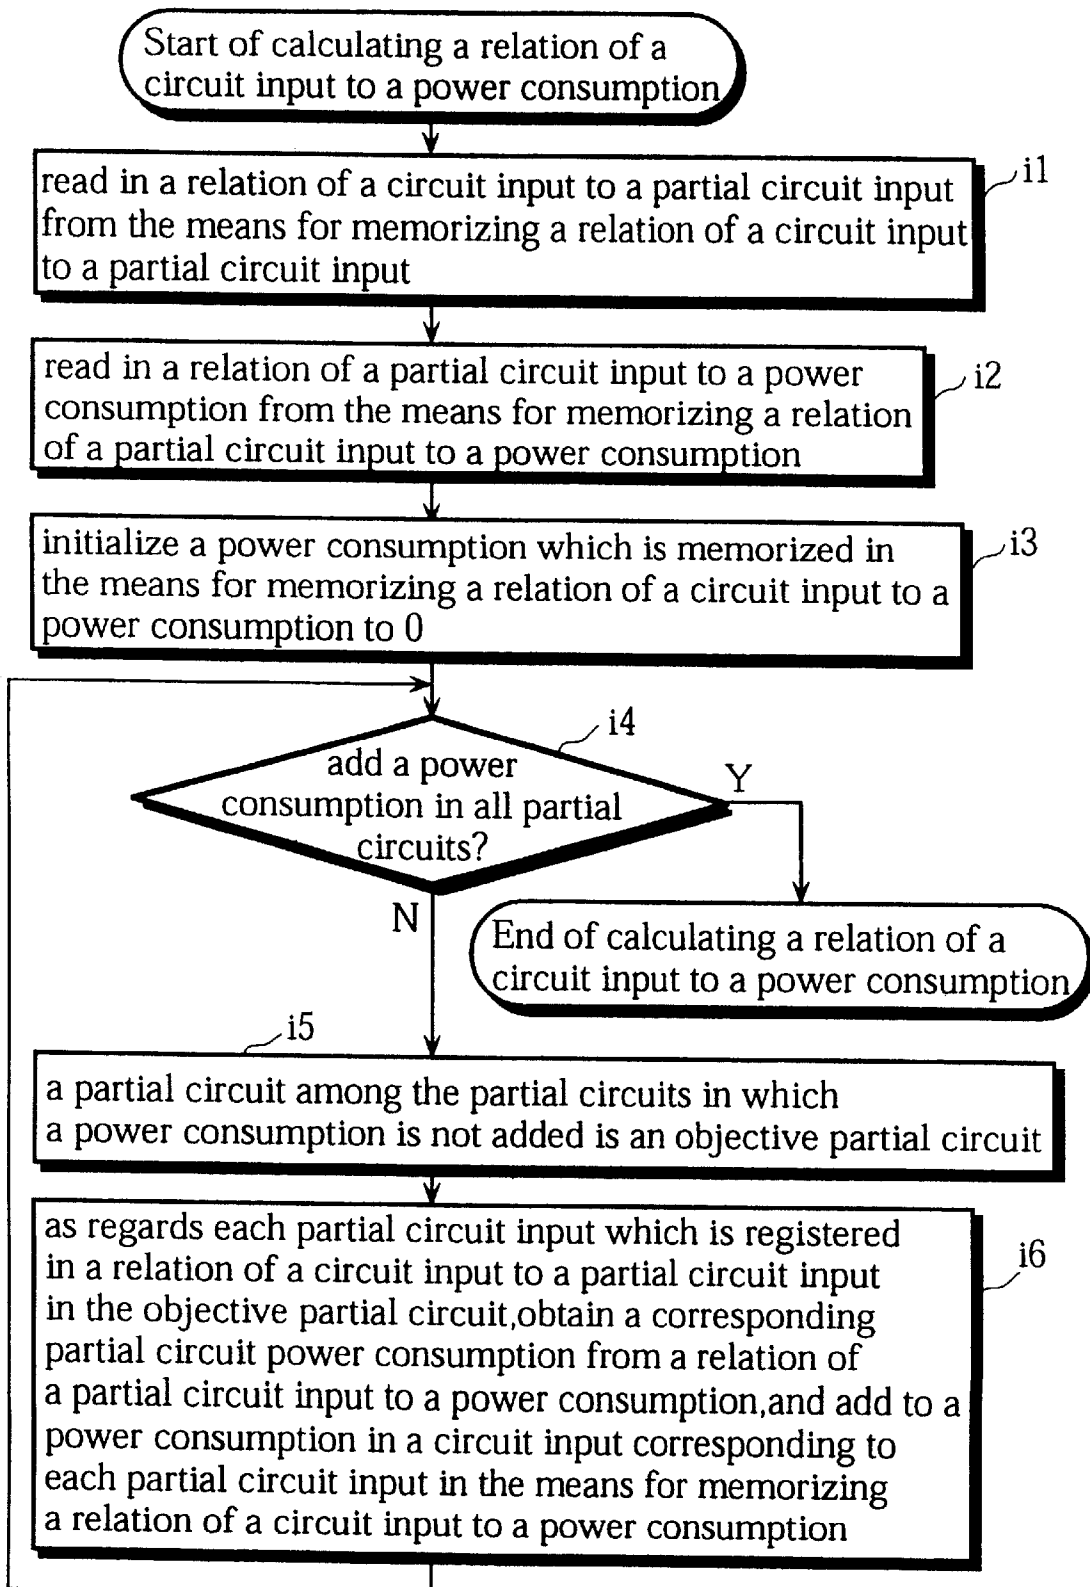 Start of calculating a relation of a
circuit input to a power consumption
read in a relation of a circuit input to a partial circuit input
from the means for memorizing a relation of a circuit input
to a partial circuit input
i1
read in a relation of a partial circuit input to a power
consumption from the means for memorizing a relation
of a partial circuit input to a power consumption
i2
initialize a power consumption which is memorized in
the means for memorizing a relation of a circuit input to a
power consumption to 0
i3
i4
add a power
consumption in all partial
circuits?
Y
N
End of calculating a relation of a
circuit input to a power consumption
i5
a partial circuit among the partial circuits in which
a power consumption is not added is an objective partial circuit
as regards each partial circuit input which is registered
in a relation of a circuit input to a partial circuit input
in the objective partial circuit,obtain a corresponding
partial circuit power consumption from a relation of
a partial circuit input to a power consumption,and add to a
power consumption in a circuit input corresponding to
each partial circuit input in the means for memorizing
a relation of a circuit input to a power consumption
i6